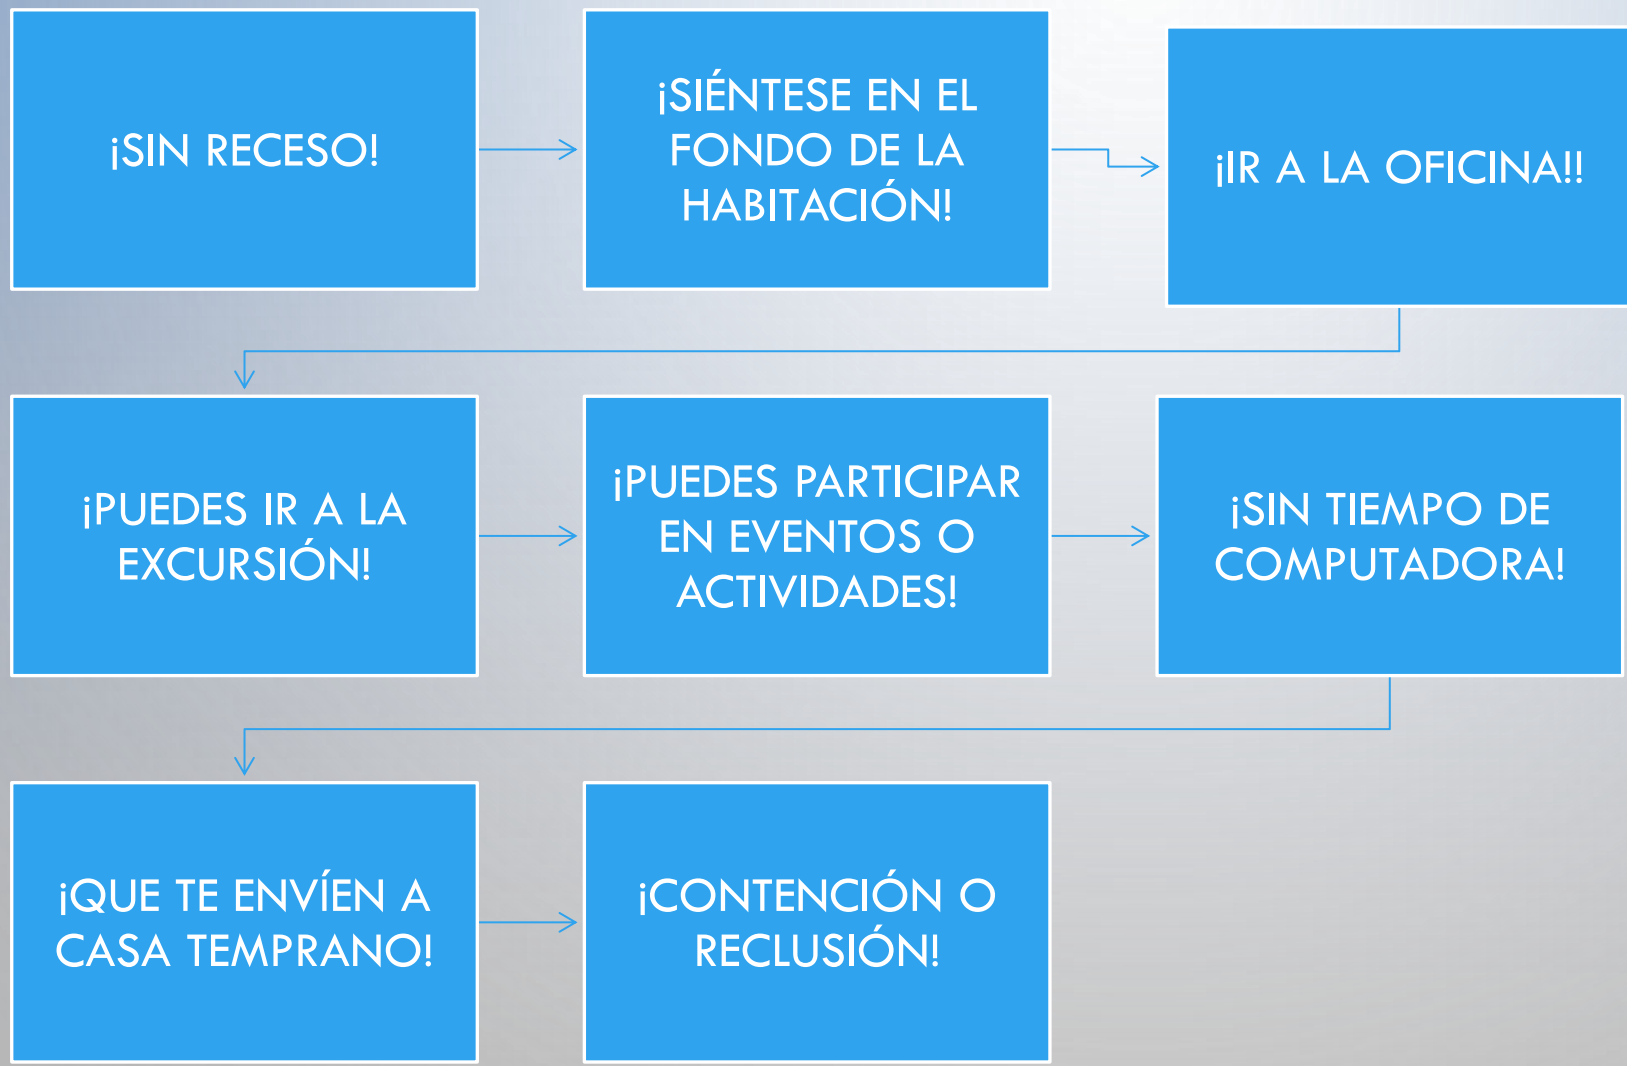 ¡SIN RECESO!
¡SIÉNTESE EN EL
FONDO DE LA
HABITACIÓN!
¡IR A LA OFICINA!!
¡PUEDES IR A LA
EXCURSIÓN!
¡PUEDES PARTICIPAR
EN EVENTOS O
ACTIVIDADES!
¡SIN TIEMPO DE
COMPUTADORA!
¡QUE TE ENVÍEN A
CASA TEMPRANO!
¡CONTENCIÓN O
RECLUSIÓN!